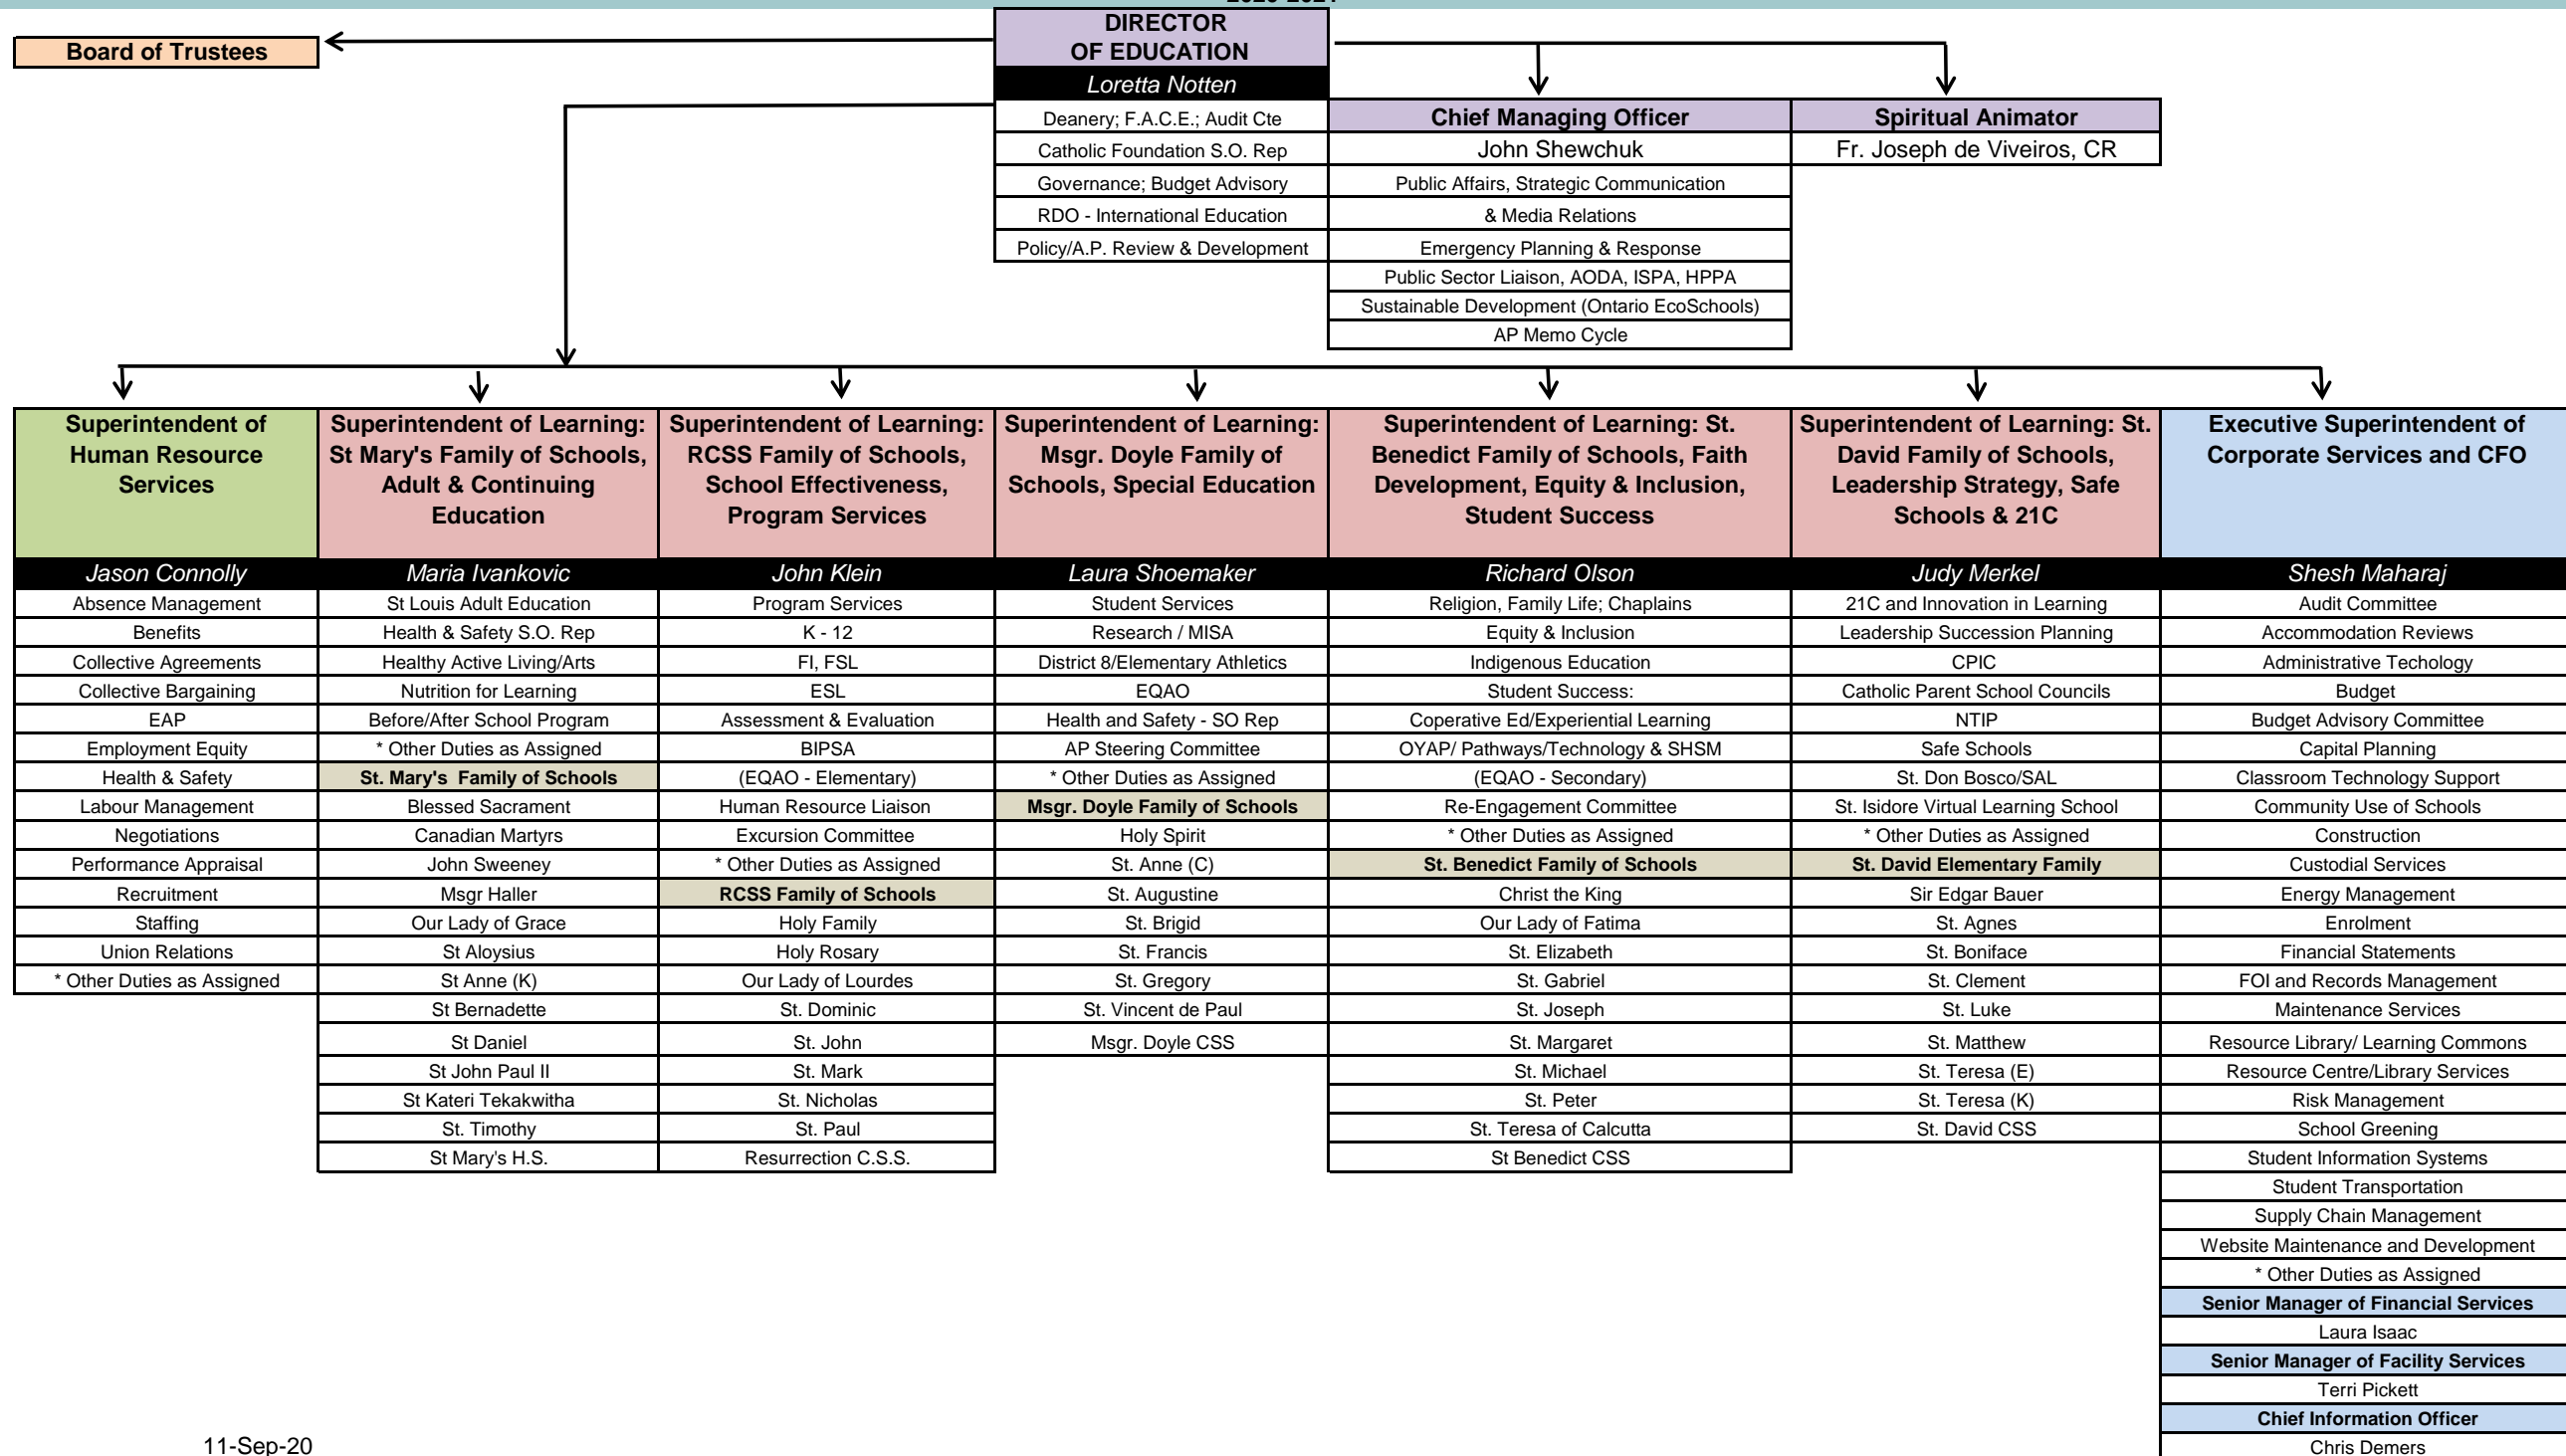 Board of Trustees
DIRECTOR
OF EDUCATION
Loretta Notten
Deanery; F.A.C.E.; Audit Cte
Catholic Foundation S.O. Rep
Governance; Budget Advisory
RDO - International Education
Policy/A.P. Review & Development
Chief Managing Officer
John Shewchuk
Public Affairs, Strategic Communication
& Media Relations
Emergency Planning & Response
Public Sector Liaison, AODA, ISPA, HPPA
Sustainable Development (Ontario EcoSchools)
AP Memo Cycle
Spiritual Animator
Fr. Joseph de Viveiros, CR
Superintendent of
Human Resource
Services
Jason Connolly
Absence Management
Benefits
Collective Agreements
Collective Bargaining
EAP
Employment Equity
Health & Safety
Labour Management
Negotiations
Performance Appraisal
Recruitment
Staffing
Union Relations
* Other Duties as Assigned
Superintendent of Learning:
St Mary's Family of Schools,
Adult & Continuing
Education
Maria Ivankovic
St Louis Adult Education
Health & Safety S.O. Rep
Healthy Active Living/Arts
Nutrition for Learning
Before/After School Program
* Other Duties as Assigned
St. Mary's  Family of Schools
Blessed Sacrament
Canadian Martyrs
John Sweeney
Msgr Haller
Our Lady of Grace
St Aloysius
St Anne (K)
St Bernadette
St Daniel
St John Paul II
St Kateri Tekakwitha
St. Timothy
St Mary's H.S.
Superintendent of Learning:
RCSS Family of Schools,
School Effectiveness,
Program Services
John Klein
Program Services
K - 12
FI, FSL
ESL
Assessment & Evaluation
BIPSA
(EQAO - Elementary)
Human Resource Liaison
Excursion Committee
* Other Duties as Assigned
RCSS Family of Schools
Holy Family
Holy Rosary
Our Lady of Lourdes
St. Dominic
St. John
St. Mark
St. Nicholas
St. Paul
Resurrection C.S.S.
Superintendent of Learning:
Msgr. Doyle Family of
Schools, Special Education
Laura Shoemaker
Student Services
Research / MISA
District 8/Elementary Athletics
EQAO
Health and Safety - SO Rep
AP Steering Committee
* Other Duties as Assigned
Msgr. Doyle Family of Schools
Holy Spirit
St. Anne (C)
St. Augustine
St. Brigid
St. Francis
St. Gregory
St. Vincent de Paul
Msgr. Doyle CSS
Superintendent of Learning: St.
Benedict Family of Schools, Faith
Development, Equity & Inclusion,
Student Success
Richard Olson
Religion, Family Life; Chaplains
Equity & Inclusion
Indigenous Education
Student Success:
Coperative Ed/Experiential Learning
OYAP/ Pathways/Technology & SHSM
(EQAO - Secondary)
Re-Engagement Committee
* Other Duties as Assigned
St. Benedict Family of Schools
Christ the King
Our Lady of Fatima
St. Elizabeth
St. Gabriel
St. Joseph
St. Margaret
St. Michael
St. Peter
St. Teresa of Calcutta
St Benedict CSS
Superintendent of Learning: St.
David Family of Schools,
Leadership Strategy, Safe
Schools & 21C
Judy Merkel
21C and Innovation in Learning
Leadership Succession Planning
CPIC
Catholic Parent School Councils
NTIP
Safe Schools
St. Don Bosco/SAL
St. Isidore Virtual Learning School
* Other Duties as Assigned
St. David Elementary Family
Sir Edgar Bauer
St. Agnes
St. Boniface
St. Clement
St. Luke
St. Matthew
St. Teresa (E)
St. Teresa (K)
St. David CSS
Executive Superintendent of
Corporate Services and CFO
Shesh Maharaj
Audit Committee
Accommodation Reviews
Administrative Techology
Budget
Budget Advisory Committee
Capital Planning
Classroom Technology Support
Community Use of Schools
Construction
Custodial Services
Energy Management
Enrolment
Financial Statements
FOI and Records Management
Maintenance Services
Resource Library/ Learning Commons
Resource Centre/Library Services
Risk Management
School Greening
Student Information Systems
Student Transportation
Supply Chain Management
Website Maintenance and Development
* Other Duties as Assigned
Senior Manager of Financial Services
Laura Isaac
Senior Manager of Facility Services
Terri Pickett
Chief Information Officer
Chris Demers
11-Sep-20